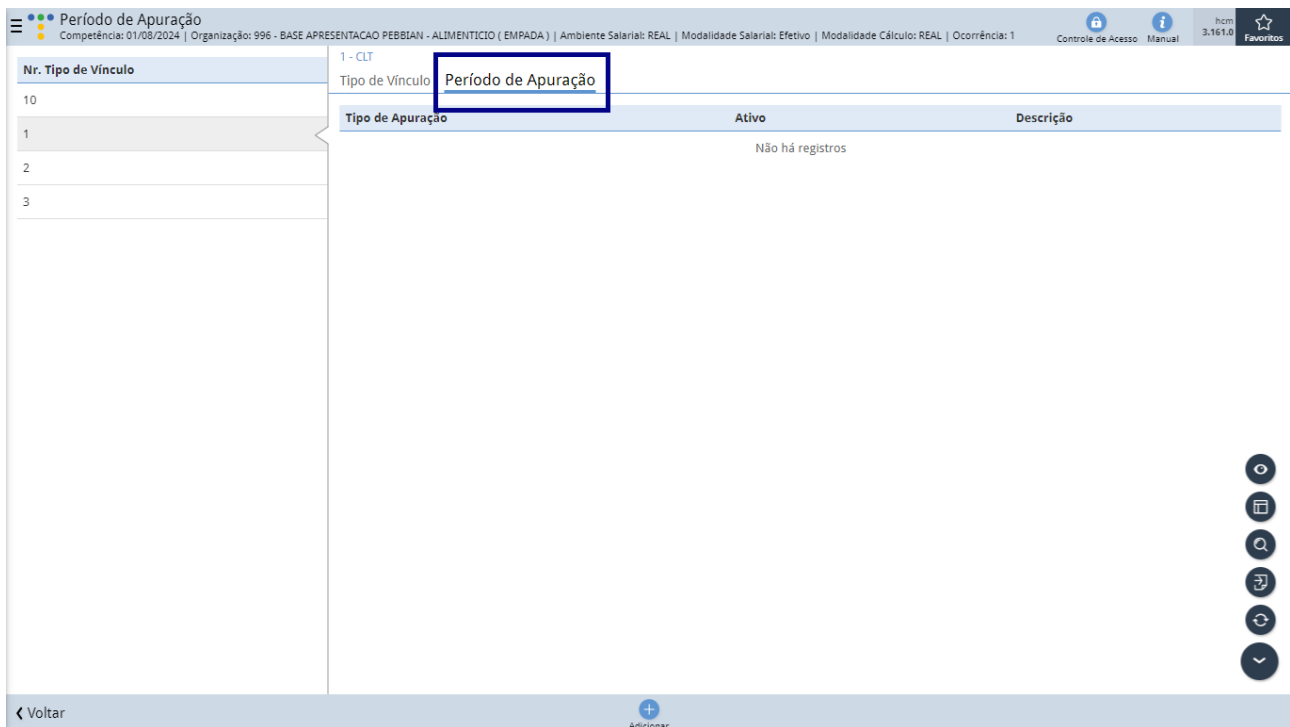 Período de Apuração
Competência: 01/08/2024 | Organização: 996 - BASE APRESENTACAO PEBBIAN - ALIMENTICIO ( EMPADA ) | Ambiente Salarial: REAL | Modalidade Salarial: Efetivo | Modalidade Cálculo: REAL | Ocorrência: 1
Controle de Acesso
Manual
hcm
3.161.0
Favoritos
Nr. Tipo de Vínculo
10
1
2
3
1 - CLT
Tipo de Vínculo Período de Apuração
Tipo de Apuração Ativo Descrição
Não há registros
Voltar
Adicionar